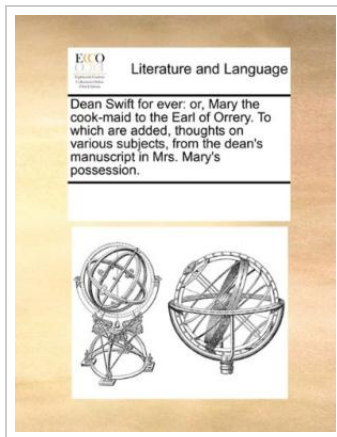 ECCO
Literature and Language
Dean Swift for ever: or, Mary the
cook-maid to the Earl of Orrery. To
which are added, thoughts on
various subjects, from the dean's
manuscript in Mrs. Mary's
possession.